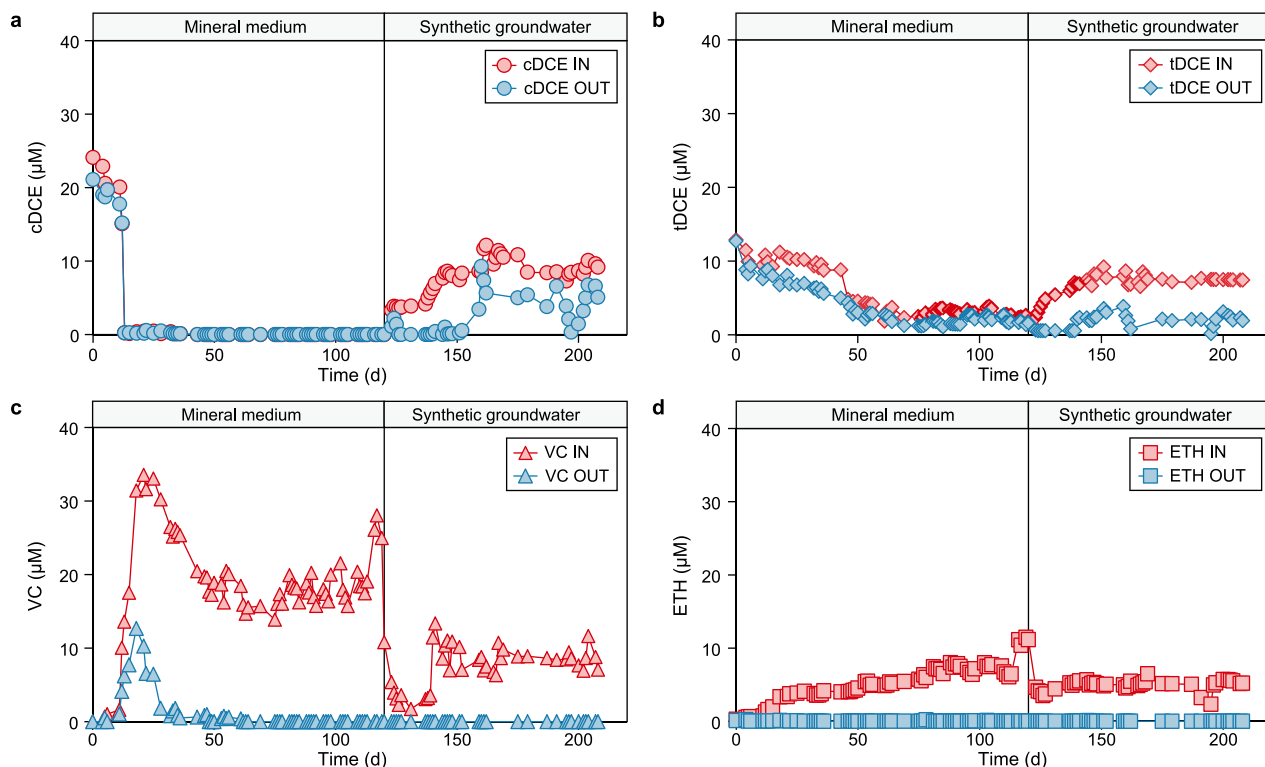 a
Mineral medium
Synthetic groundwater
40
30
20
10
0
cDCE (µM)
cDCE IN
cDCE OUT
0
50
100
150
200
Time (d)
b
Mineral medium
Synthetic groundwater
40
30
20
10
0
tDCE (µM)
tDCE IN
tDCE OUT
0
50
100
150
200
Time (d)
c
Mineral medium
Synthetic groundwater
40
30
20
10
0
VC (µM)
VC IN
VC OUT
0
50
100
150
200
Time (d)
d
Mineral medium
Synthetic groundwater
40
30
20
10
0
ETH (µM)
ETH IN
ETH OUT
0
50
100
150
200
Time (d)